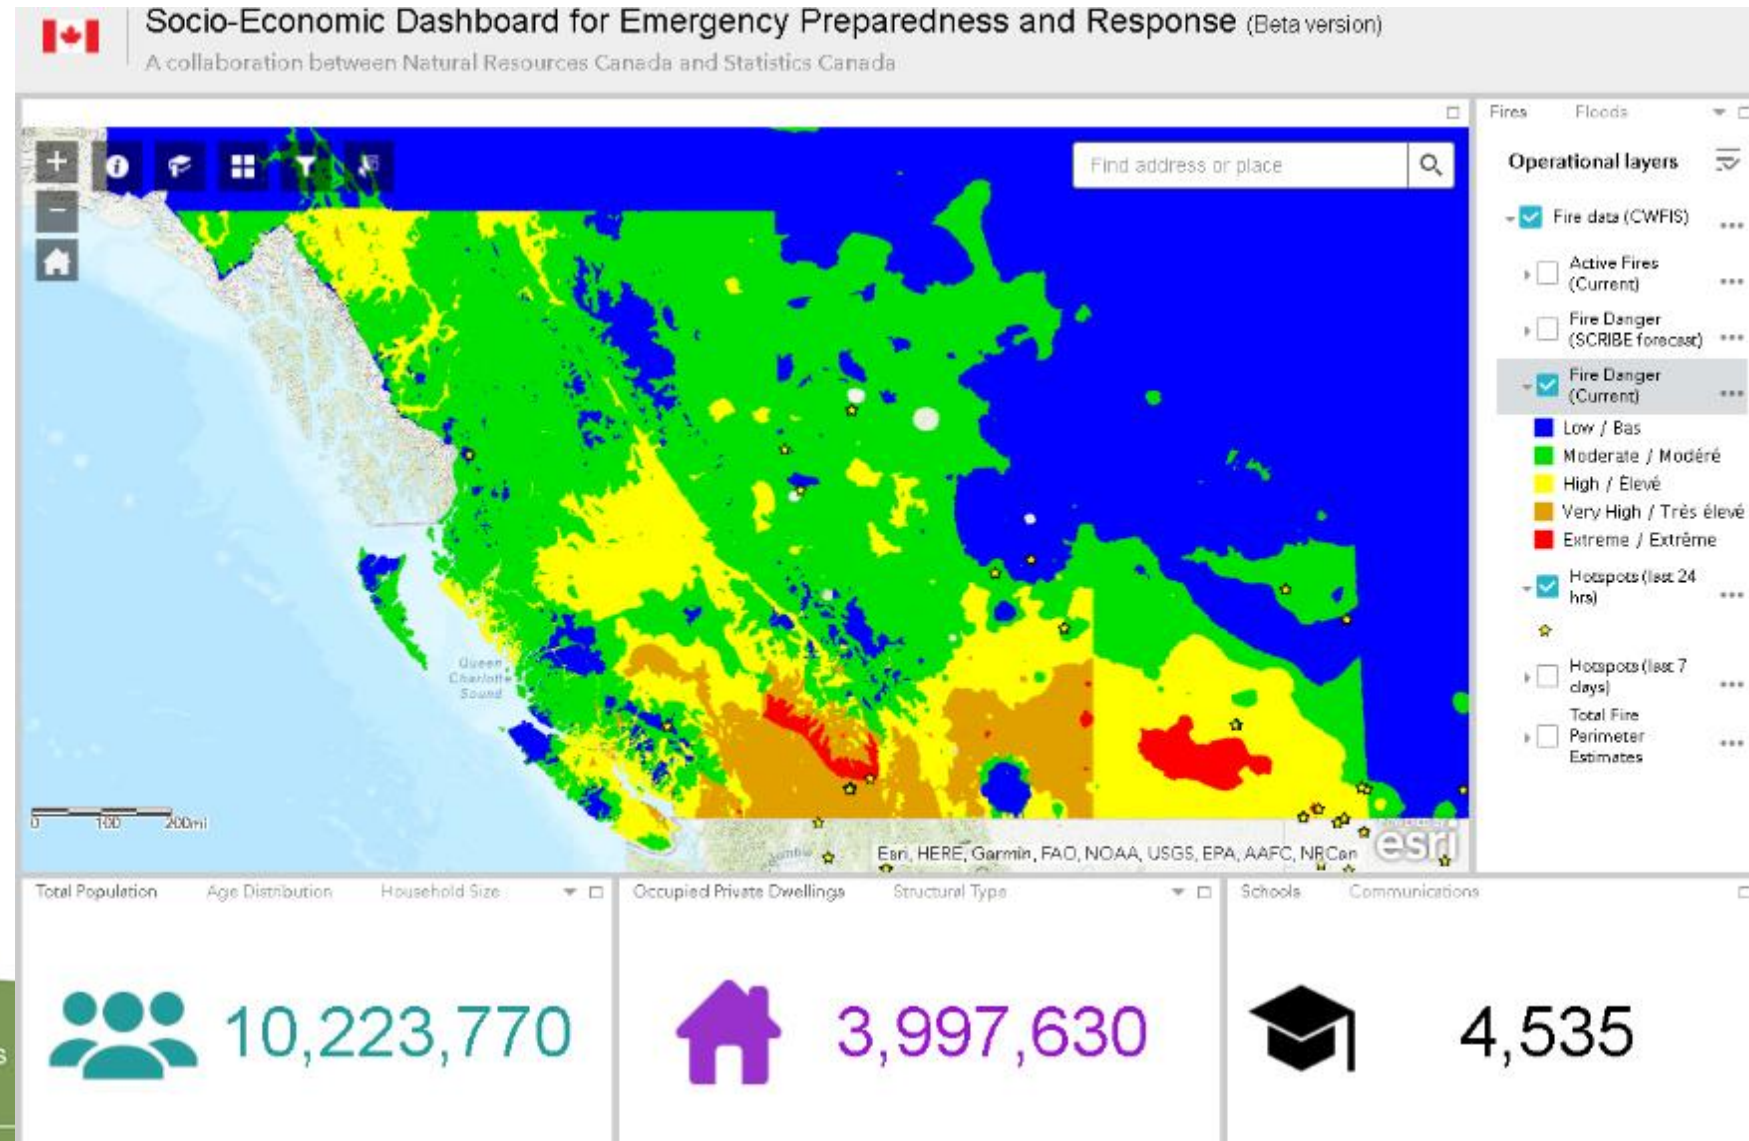 Socio-Economic Dashboard for Emergency Preparedness and Response (Beta version)
A collaboration between Natural Resources Canada and Statistics Canada
Fires Floods
Find address or place
Operational layers
Fire data (CWFIS)
Active Fires
(Current)
Fire Danger
(SCRIBE forecast)
Fire Danger
(Current)
Low / Bas
Moderate / Modéré
High / Élevé
Very High / Très élevé
Extreme / Extrême
Hotspots (last 24
hrs)
Hotspots (last 7
days)
Total Fire
Perimeter
Estimates
Queen
Charlotte
Sound
0 100 200mi
Esri, HERE, Garmin, FAO, NOAA, USGS, EPA, AAFC, NRCan
POWERED BY
esri
Total Population Age Distribution Household Size
Occupied Private Dwellings Structural Type
Schools Communications
10,223,770
3,997,630
4,535
s